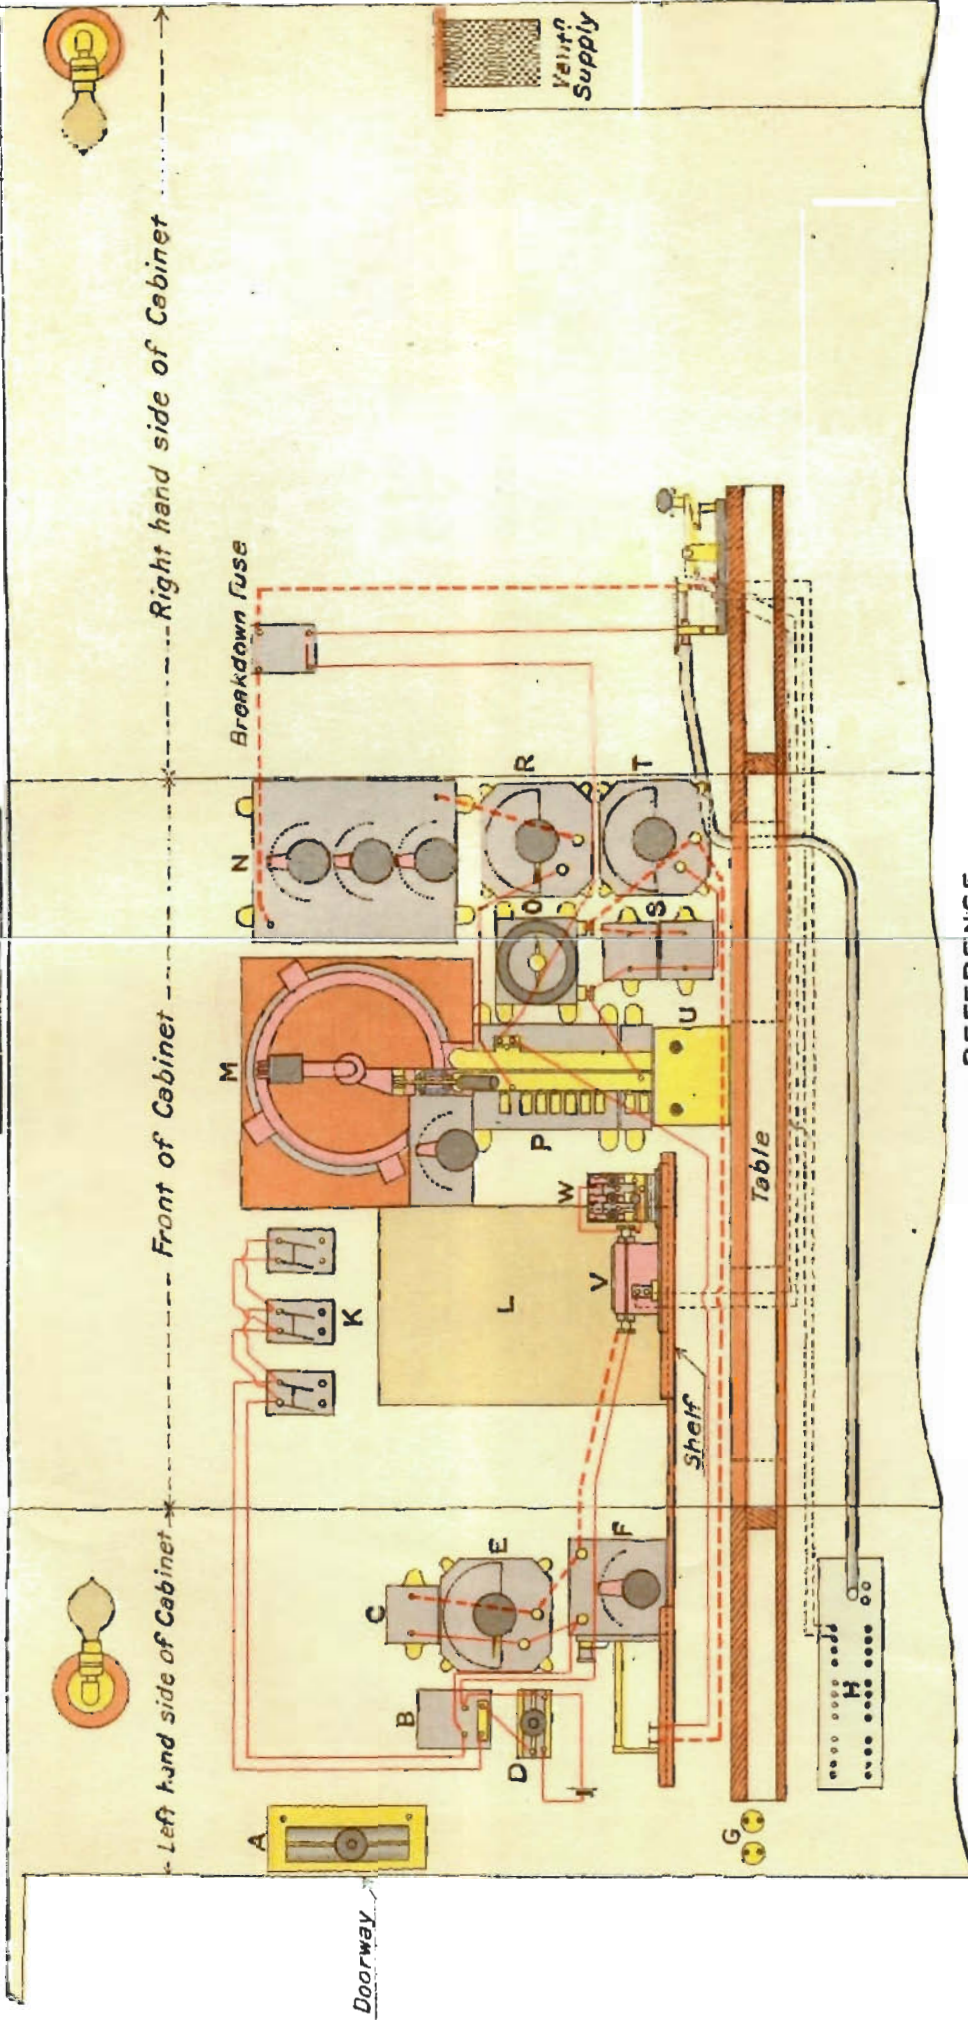 Doorway
Left hand side of Cabinet
Front of Cabinet
Right hand side of Cabinet
Breakdown Fuse
Supply
A
B
C
D
E
F
G
H
K
L
M
N
O
P
R
S
T
U
V
W
Shelf
Table